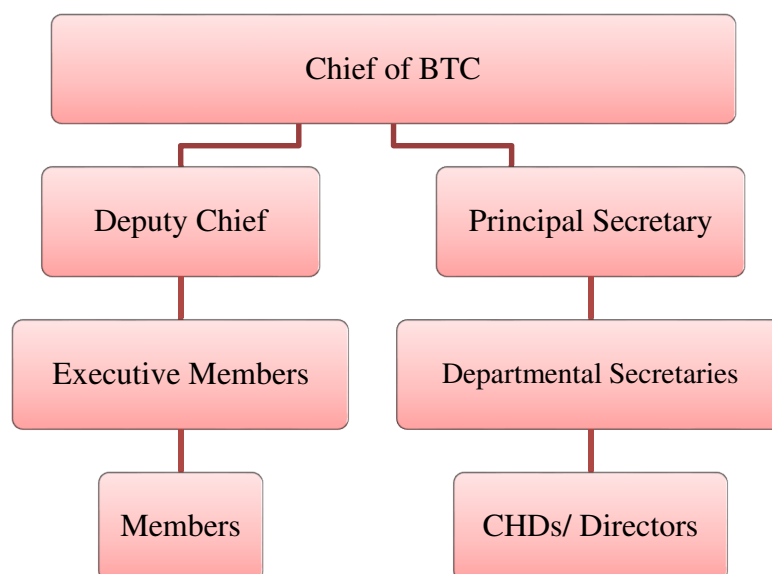 Chief of BTC
Deputy Chief
Principal Secretary
Executive Members
Departmental Secretaries
Members
CHDs/ Directors